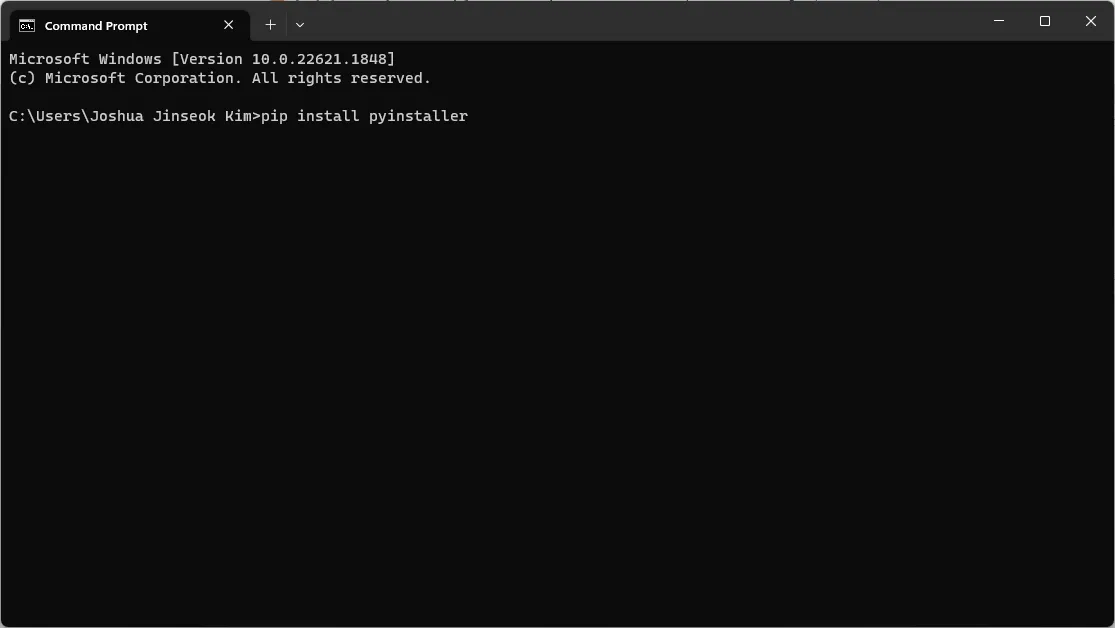 Command Prompt
Microsoft Windows [Version 10.0.22621.1848]
(c) Microsoft Corporation. All rights reserved.
C:\Users\Joshua Jinseok Kim>pip install pyinstaller